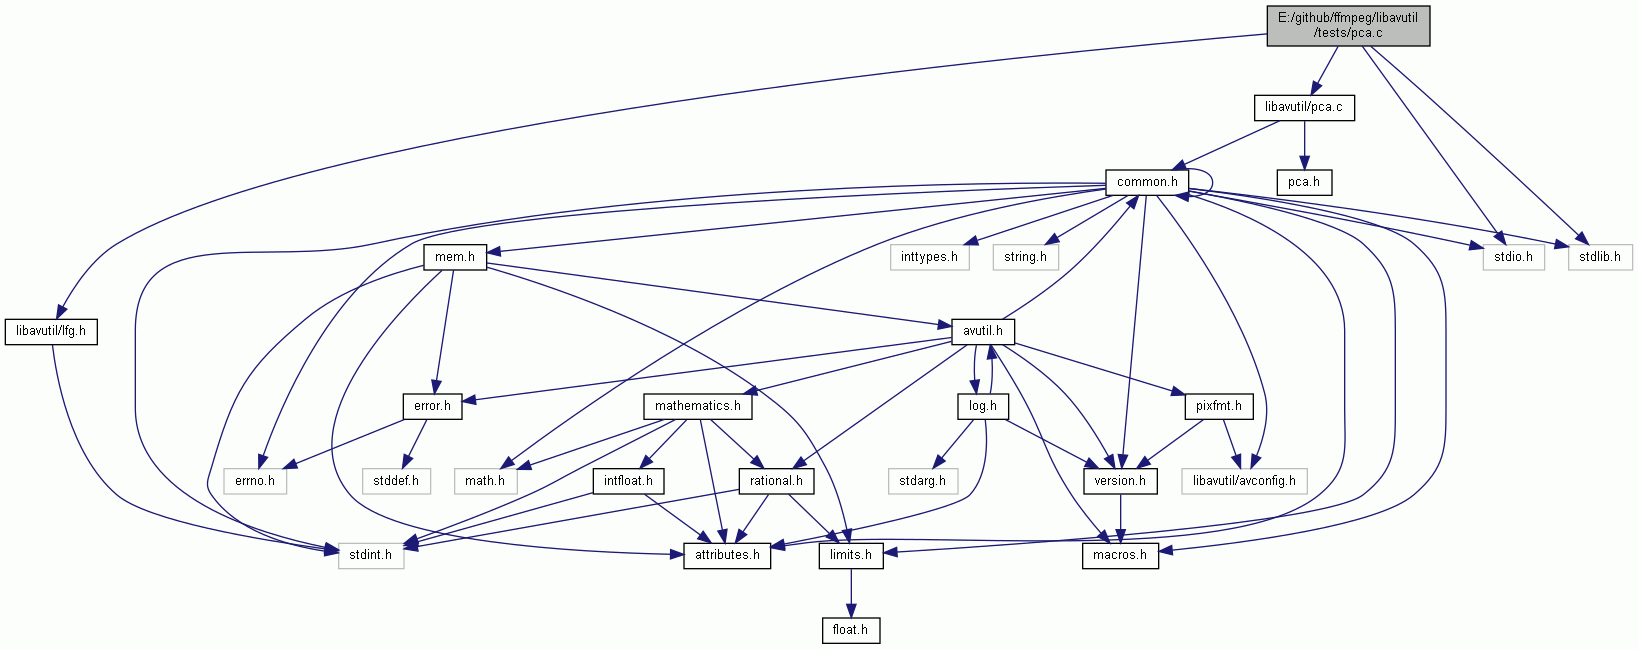 E:/github/ffmpeg/libavutil
/tests/pca.c
libavutil/pca.c
common.h
pca.h
mem.h
inttypes.h
string.h
stdio.h
stdlib.h
libavutil/lfg.h
avutil.h
error.h
mathematics.h
log.h
pixfmt.h
errno.h
stddef.h
math.h
intfloat.h
rational.h
stdarg.h
version.h
libavutil/avconfig.h
stdint.h
attributes.h
limits.h
macros.h
float.h